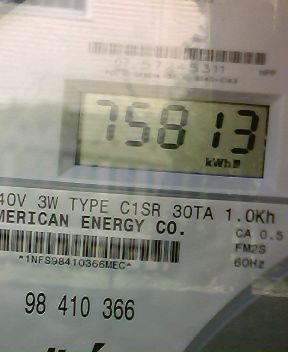 75813
kWh
40V 3W TYPE C1SR 30TA 1.0Kh
MERICAN ENERGY CO.
CA 0.5
FM2S
*1NFS98410366MEC*
60Hz
98 410 366